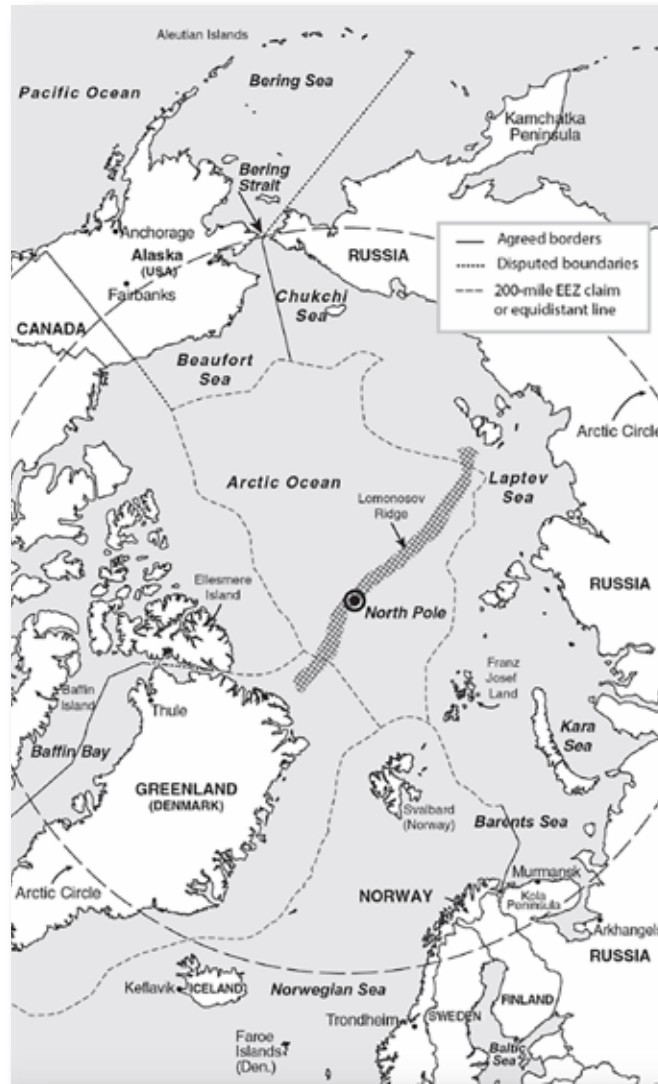 Aleutian Islands
Pacific Ocean
Bering Sea
Kamchatka
Peninsula
Bering
Strait
Anchorage
Alaska
(USA)
RUSSIA
Agreed borders
Disputed boundaries
200-mile EEZ claim
or equidistant line
Fairbanks
Chukchi
Sea
CANADA
Beaufort
Sea
Arctic Circle
Arctic Ocean
Laptev
Sea
Lomonosov
Ridge
Ellesmere
Island
North Pole
RUSSIA
Baffin
Island
Thule
Franz
Josef
Land
Kara
Sea
Baffin Bay
GREENLAND
(DENMARK)
Svalbard
(Norway)
Barents Sea
Arctic Circle
NORWAY
Murmansk
Kola
Peninsula
Arkhangels
RUSSIA
Keflavik
ICELAND
Norwegian Sea
FINLAND
Trondheim
SWEDEN
Faroe
Islands
(Den.)
Baltic
Sea